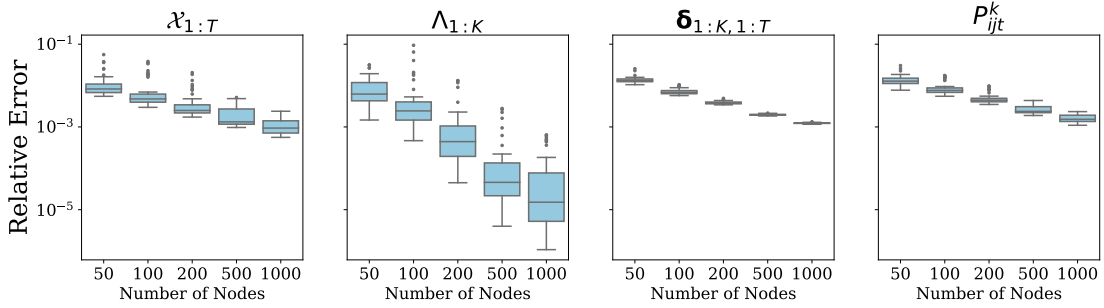 𝒳₁:T Λ₁:K δ₁:K, 1:T Pᵏᵢⱼₜ
Relative Error
10⁻¹
10⁻³
10⁻⁵
50 100 200 500 1000 50 100 200 500 1000 50 100 200 500 1000 50 100 200 500 1000
Number of Nodes Number of Nodes Number of Nodes Number of Nodes